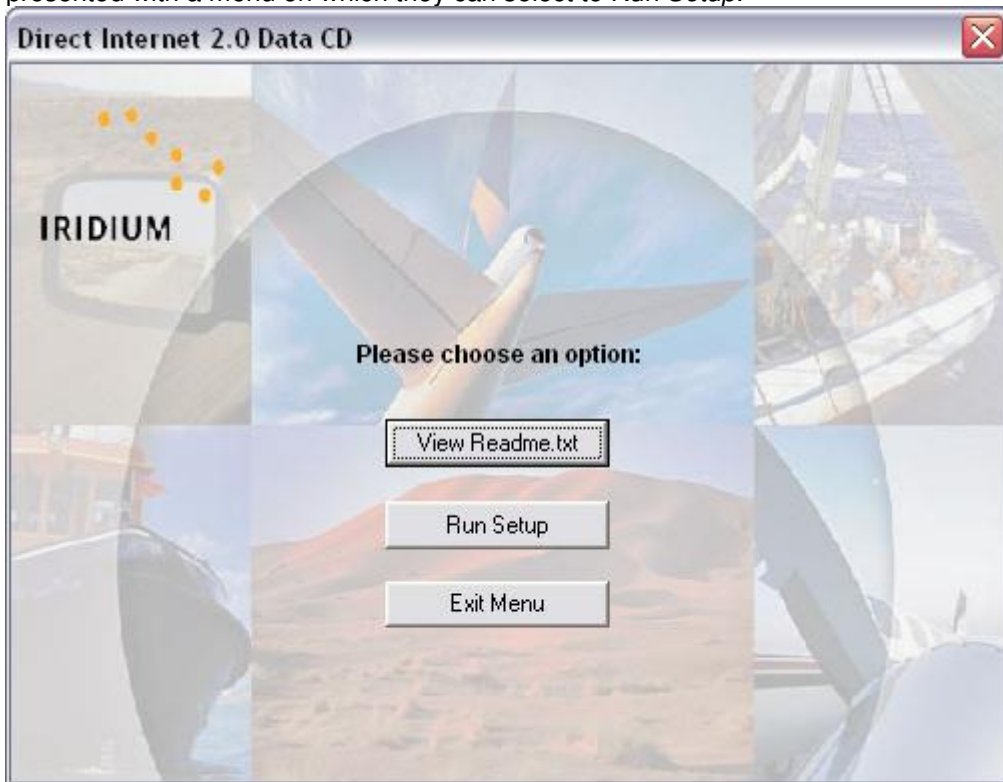 presented with a menu on which they can select to Run Setup.
Direct Internet 2.0 Data CD
IRIDIUM
Please choose an option:
View Readme.txt
Run Setup
Exit Menu